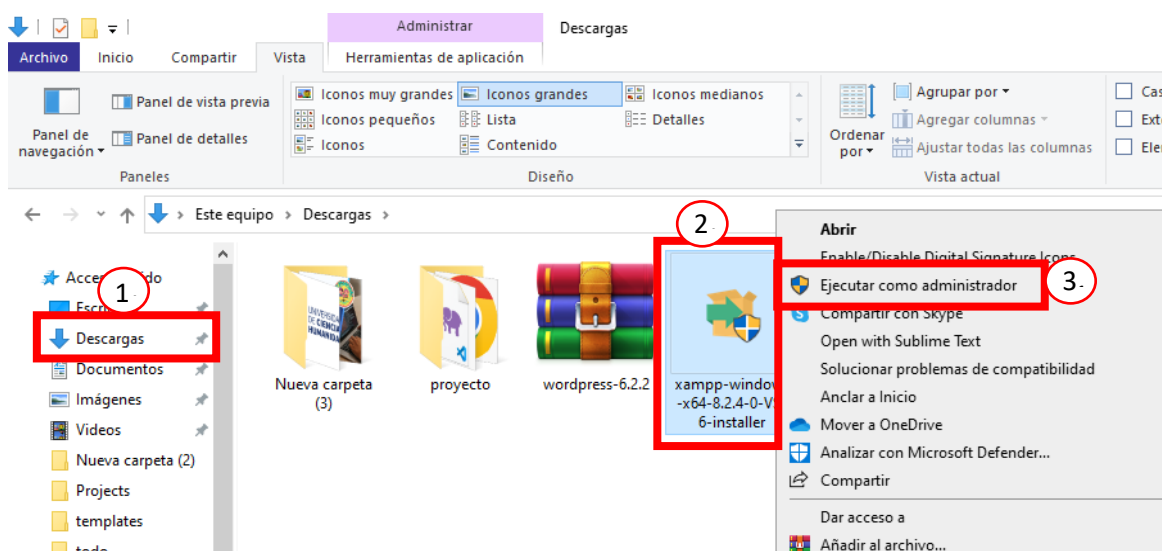 Administrar
Descargas
Archivo
Inicio
Compartir
Vista
Herramientas de aplicación
Panel de navegación
Panel de vista previa
Panel de detalles
Paneles
Iconos muy grandes
Iconos grandes
Iconos medianos
Iconos pequeños
Lista
Detalles
Iconos
Contenido
Diseño
Ordenar
por
Agrupar por
Agregar columnas
Ajustar todas las columnas
Vista actual
Cas
Ext
Ele
Este equipo > Descargas >
1
2
3
Descargas
Documentos
Imágenes
Videos
Nueva carpeta (2)
Projects
templates
todo
Nueva carpeta
(3)
proyecto
wordpress-6.2.2
xampp-window
-x64-8.2.4-0-VS
6-installer
Abrir
Enable/Disable Digital Signature Icons
Ejecutar como administrador
Compartir con Skype
Open with Sublime Text
Solucionar problemas de compatibilidad
Anclar a Inicio
Mover a OneDrive
Analizar con Microsoft Defender...
Compartir
Dar acceso a
Añadir al archivo...